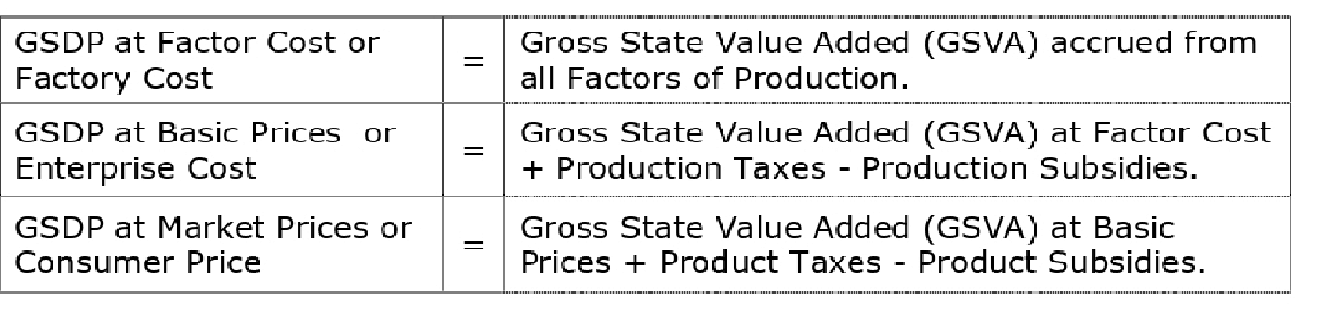 GSDP at Factor Cost or
Factory Cost
=
Gross State Value Added (GSVA) accrued from
all Factors of Production.
GSDP at Basic Prices or
Enterprise Cost
=
Gross State Value Added (GSVA) at Factor Cost
+ Production Taxes - Production Subsidies.
GSDP at Market Prices or
Consumer Price
=
Gross State Value Added (GSVA) at Basic
Prices + Product Taxes - Product Subsidies.